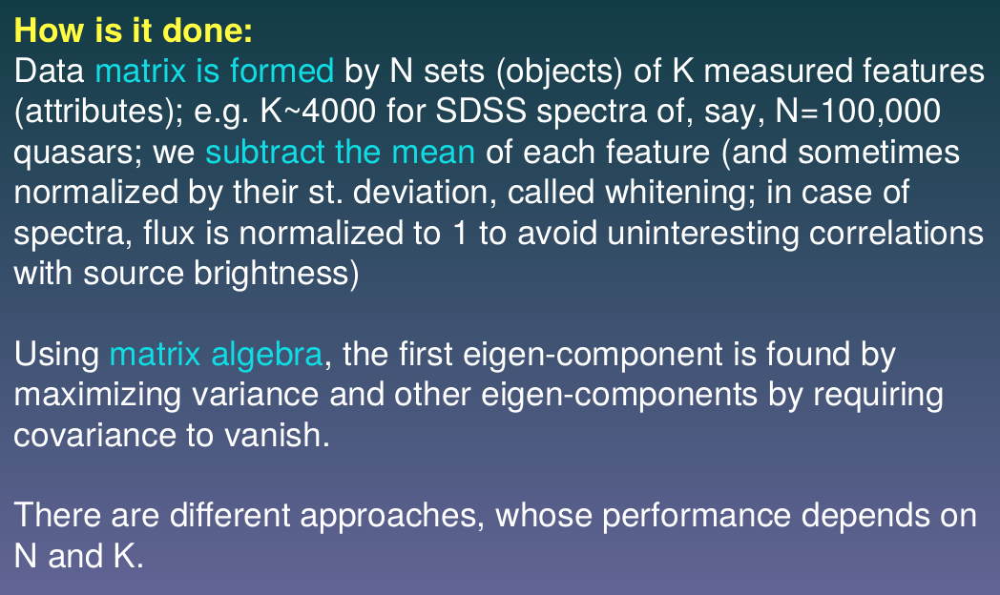 How is it done:
Data matrix is formed by N sets (objects) of K measured features
(attributes); e.g. K~4000 for SDSS spectra of, say, N=100,000
quasars; we subtract the mean of each feature (and sometimes
normalized by their st. deviation, called whitening; in case of
spectra, flux is normalized to 1 to avoid uninteresting correlations
with source brightness)
Using matrix algebra, the first eigen-component is found by
maximizing variance and other eigen-components by requiring
covariance to vanish.
There are different approaches, whose performance depends on
N and K.